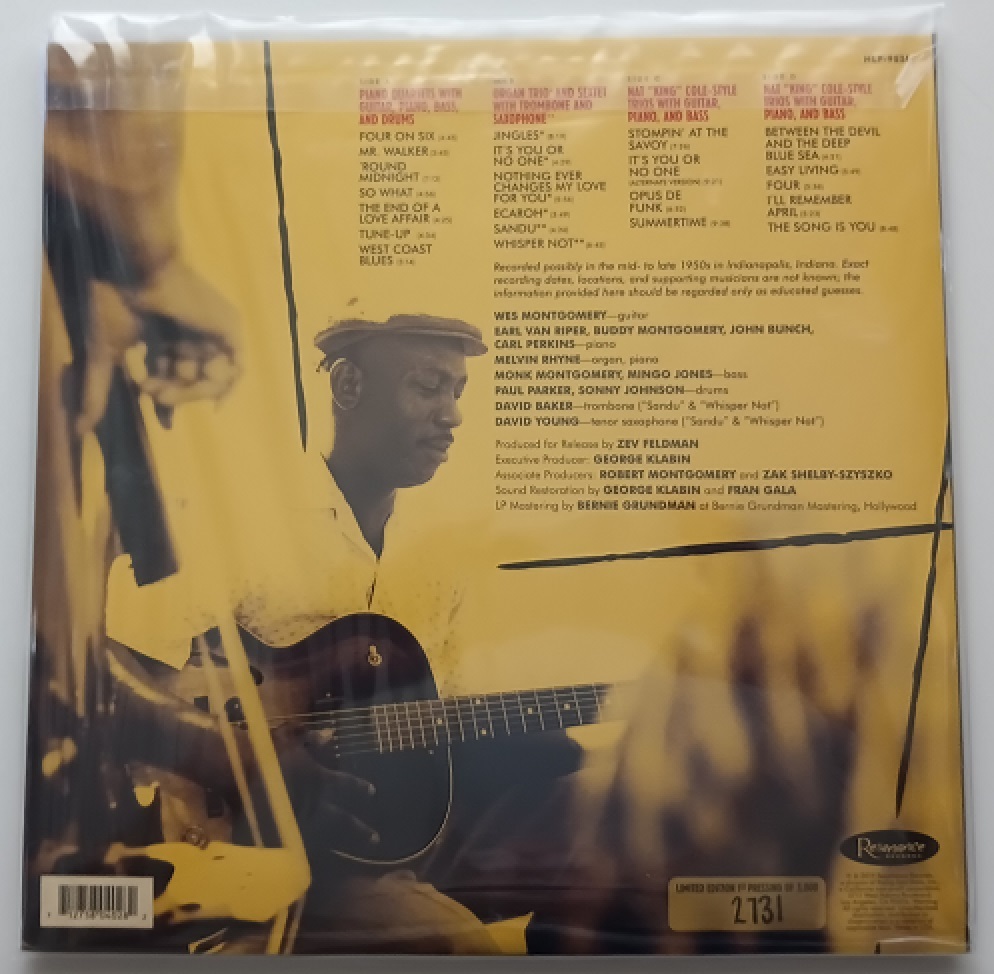 SIDE A
PIANO QUARTETS WITH
GUITAR, PIANO, BASS,
AND DRUMS
FOUR ON SIX
MR. WALKER
'ROUND
MIDNIGHT
SO WHAT
THE END OF A
LOVE AFFAIR
TUNE-UP
WEST COAST
BLUES
ORGAN TRIO* AND SEXTET
WITH TROMBONE AND
SAXOPHONE**
JINGLES*
IT'S YOU OR
NO ONE*
NOTHING EVER
CHANGES MY LOVE
FOR YOU*
ECAROH*
SANDU**
WHISPER NOT**
SIDE C
NAT "KING" COLE-STYLE
TRIOS WITH GUITAR,
PIANO, AND BASS
STOMPIN' AT THE
SAVOY
IT'S YOU OR
NO ONE
(ALTERNATE VERSION)
OPUS DE
FUNK
SUMMERTIME
SIDE D
NAT "KING" COLE-STYLE
TRIOS WITH GUITAR,
PIANO, AND BASS
BETWEEN THE DEVIL
AND THE DEEP
BLUE SEA
EASY LIVING
FOUR
I'LL REMEMBER
APRIL
THE SONG IS YOU
Recorded possibly in the mid- to late 1950s in Indianapolis, Indiana. Exact
recording dates, locations, and supporting musicians are not known; the
information provided here should be regarded only as educated guesses.
WES MONTGOMERY—guitar
EARL VAN RIPER, BUDDY MONTGOMERY, JOHN BUNCH,
CARL PERKINS—piano
MELVIN RHYNE—organ, piano
MONK MONTGOMERY, MINGO JONES—bass
PAUL PARKER, SONNY JOHNSON—drums
DAVID BAKER—trombone ("Sandu" & "Whisper Not")
DAVID YOUNG—tenor saxophone ("Sandu" & "Whisper Not")
Produced for Release by ZEV FELDMAN
Executive Producer: GEORGE KLABIN
Associate Producers: ROBERT MONTGOMERY and ZAK SHELBY-SZYSZKO
Sound Restoration by GEORGE KLABIN and FRAN GALA
LP Mastering by BERNIE GRUNDMAN at Bernie Grundman Mastering, Hollywood
Resonance
RECORDS
LIMITED EDITION 1ST PRESSING OF 3,000
2731